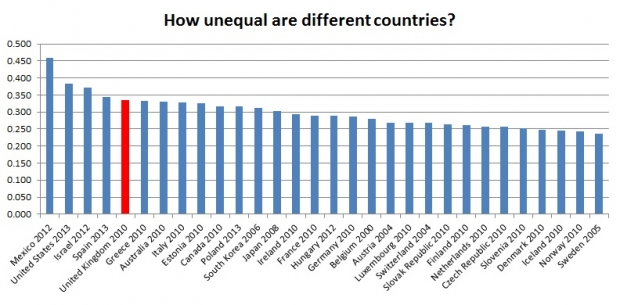 How unequal are different countries?
0.500
0.450
0.400
0.350
0.300
0.250
0.200
0.150
0.100
0.050
0.000
Mexico 2012
United States 2013
Israel 2012
Spain 2013
United Kingdom 2010
Greece 2010
Australia 2010
Italy 2010
Estonia 2010
Canada 2010
Poland 2013
South Korea 2006
Japan 2008
Ireland 2010
France 2010
Hungary 2012
Germany 2010
Belgium 2000
Austria 2004
Luxembourg 2010
Switzerland 2004
Slovak Republic 2010
Finland 2010
Netherlands 2010
Czech Republic 2010
Slovenia 2010
Denmark 2010
Iceland 2010
Norway 2010
Sweden 2005